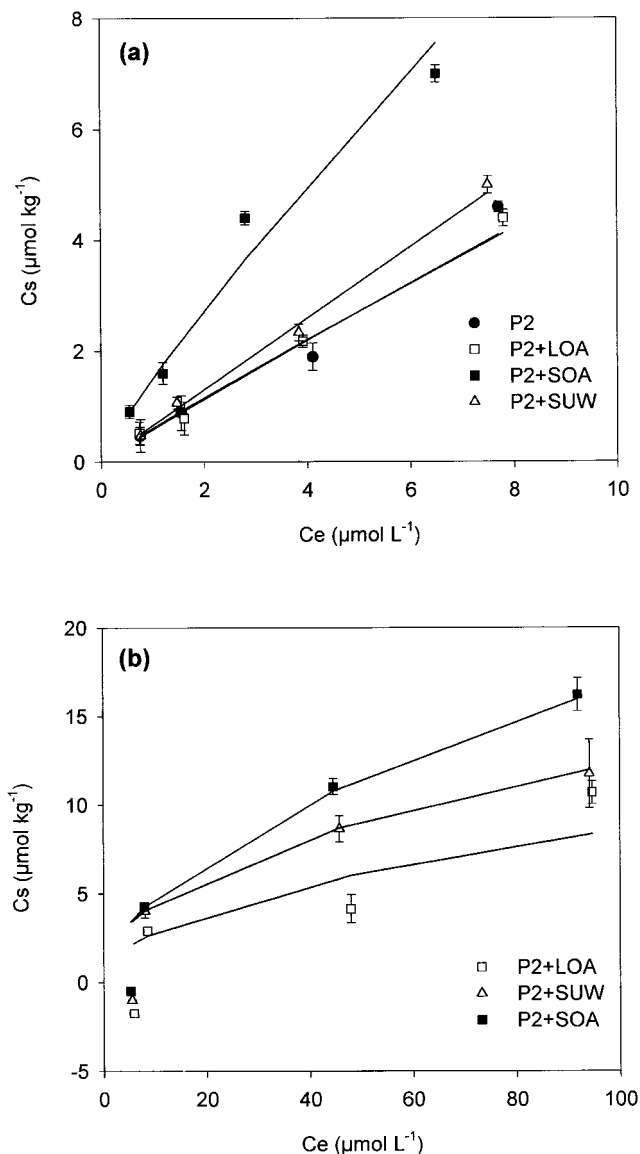 (a)
8
6
4
2
0
Cs (µmol kg⁻¹)
P2
P2+LOA
P2+SOA
P2+SUW
0 2 4 6 8 10
Ce (µmol L⁻¹)
(b)
20
15
10
5
0
-5
Cs (µmol kg⁻¹)
P2+LOA
P2+SUW
P2+SOA
0 20 40 60 80 100
Ce (µmol L⁻¹)